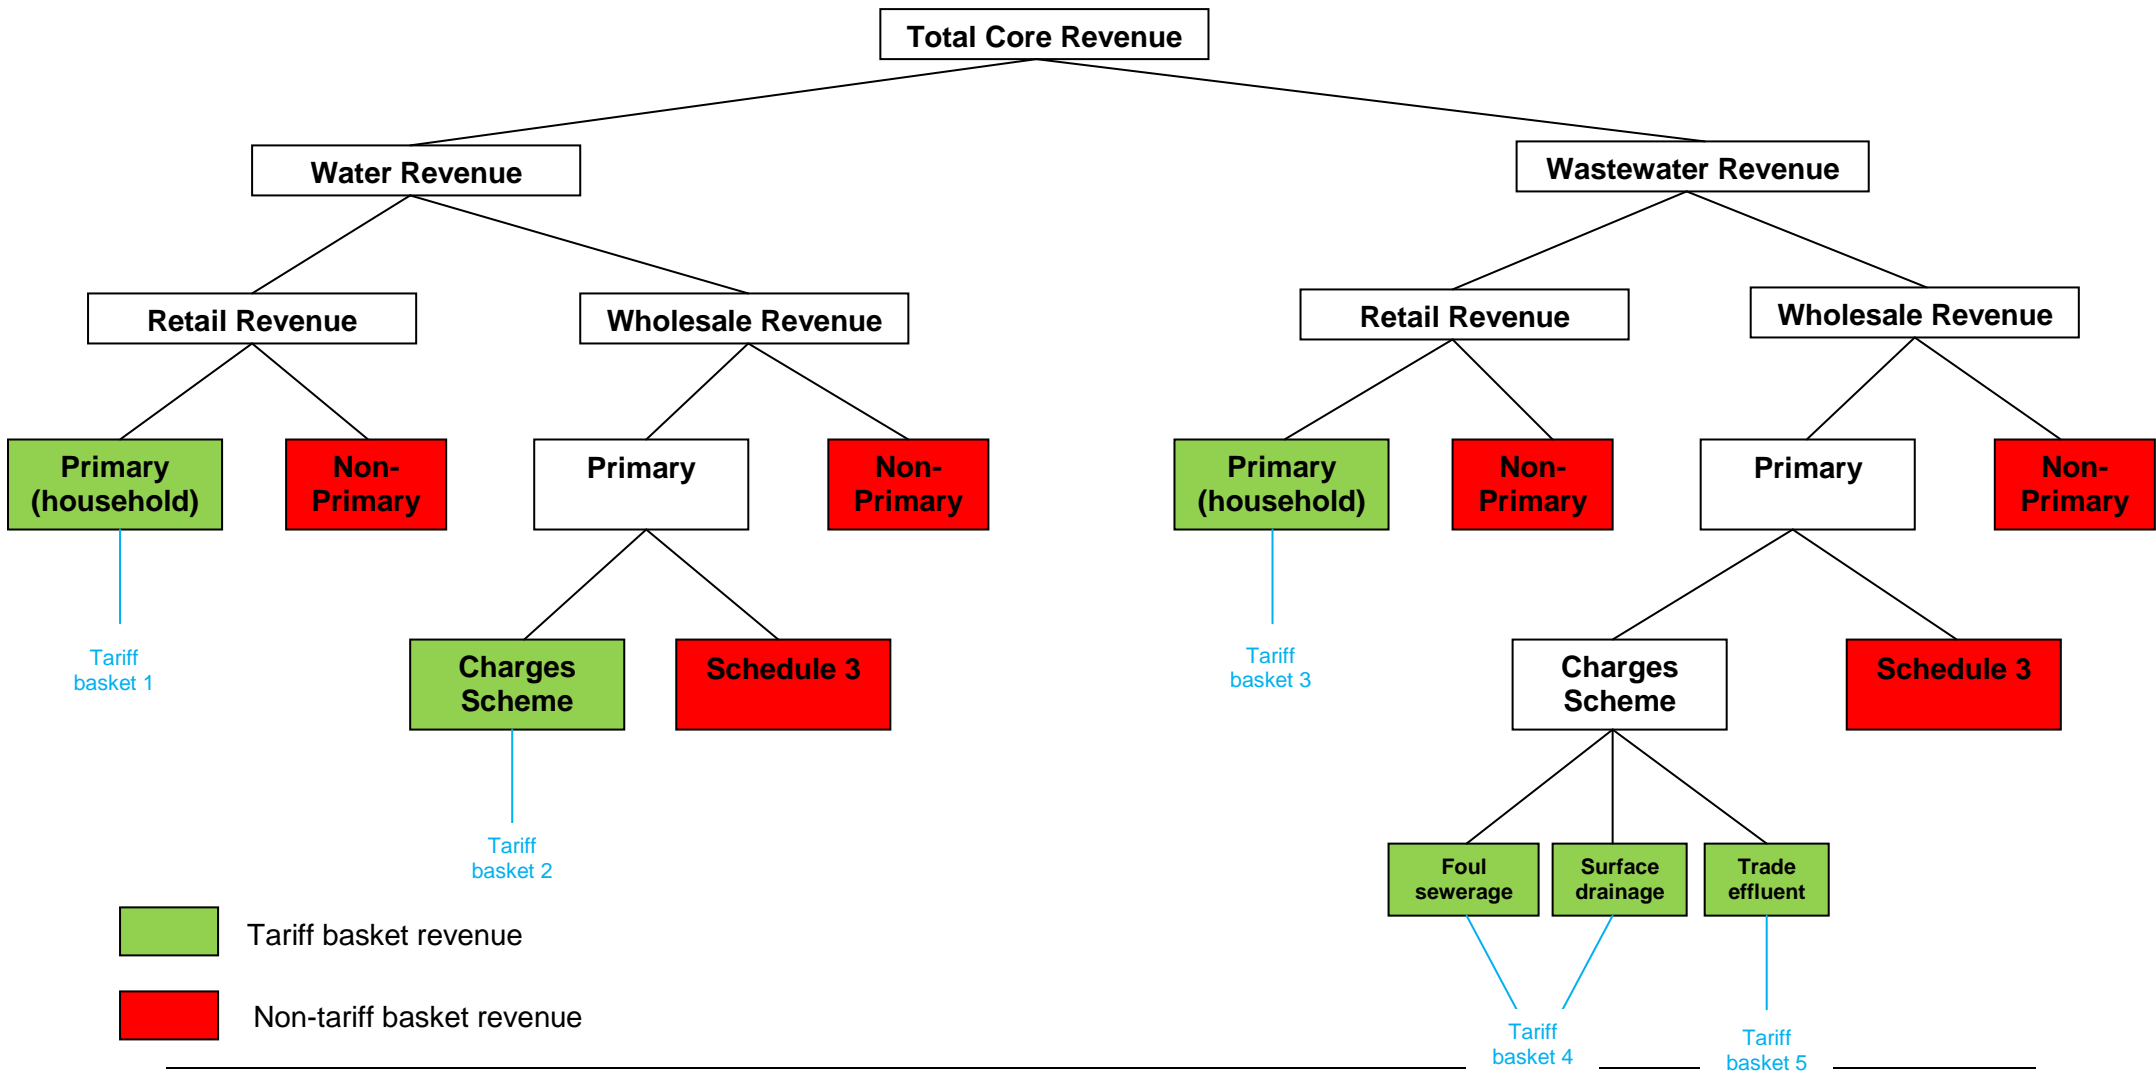 Total Core Revenue
Water Revenue
Wastewater Revenue
Retail Revenue
Wholesale Revenue
Retail Revenue
Wholesale Revenue
Primary
(household)
Non-
Primary
Primary
Non-
Primary
Primary
(household)
Non-
Primary
Primary
Non-
Primary
Tariff
basket 1
Charges
Scheme
Schedule 3
Tariff
basket 3
Charges
Scheme
Schedule 3
Tariff
basket 2
Foul
sewerage
Surface
drainage
Trade
effluent
Tariff basket revenue
Non-tariff basket revenue
Tariff
basket 4
Tariff
basket 5